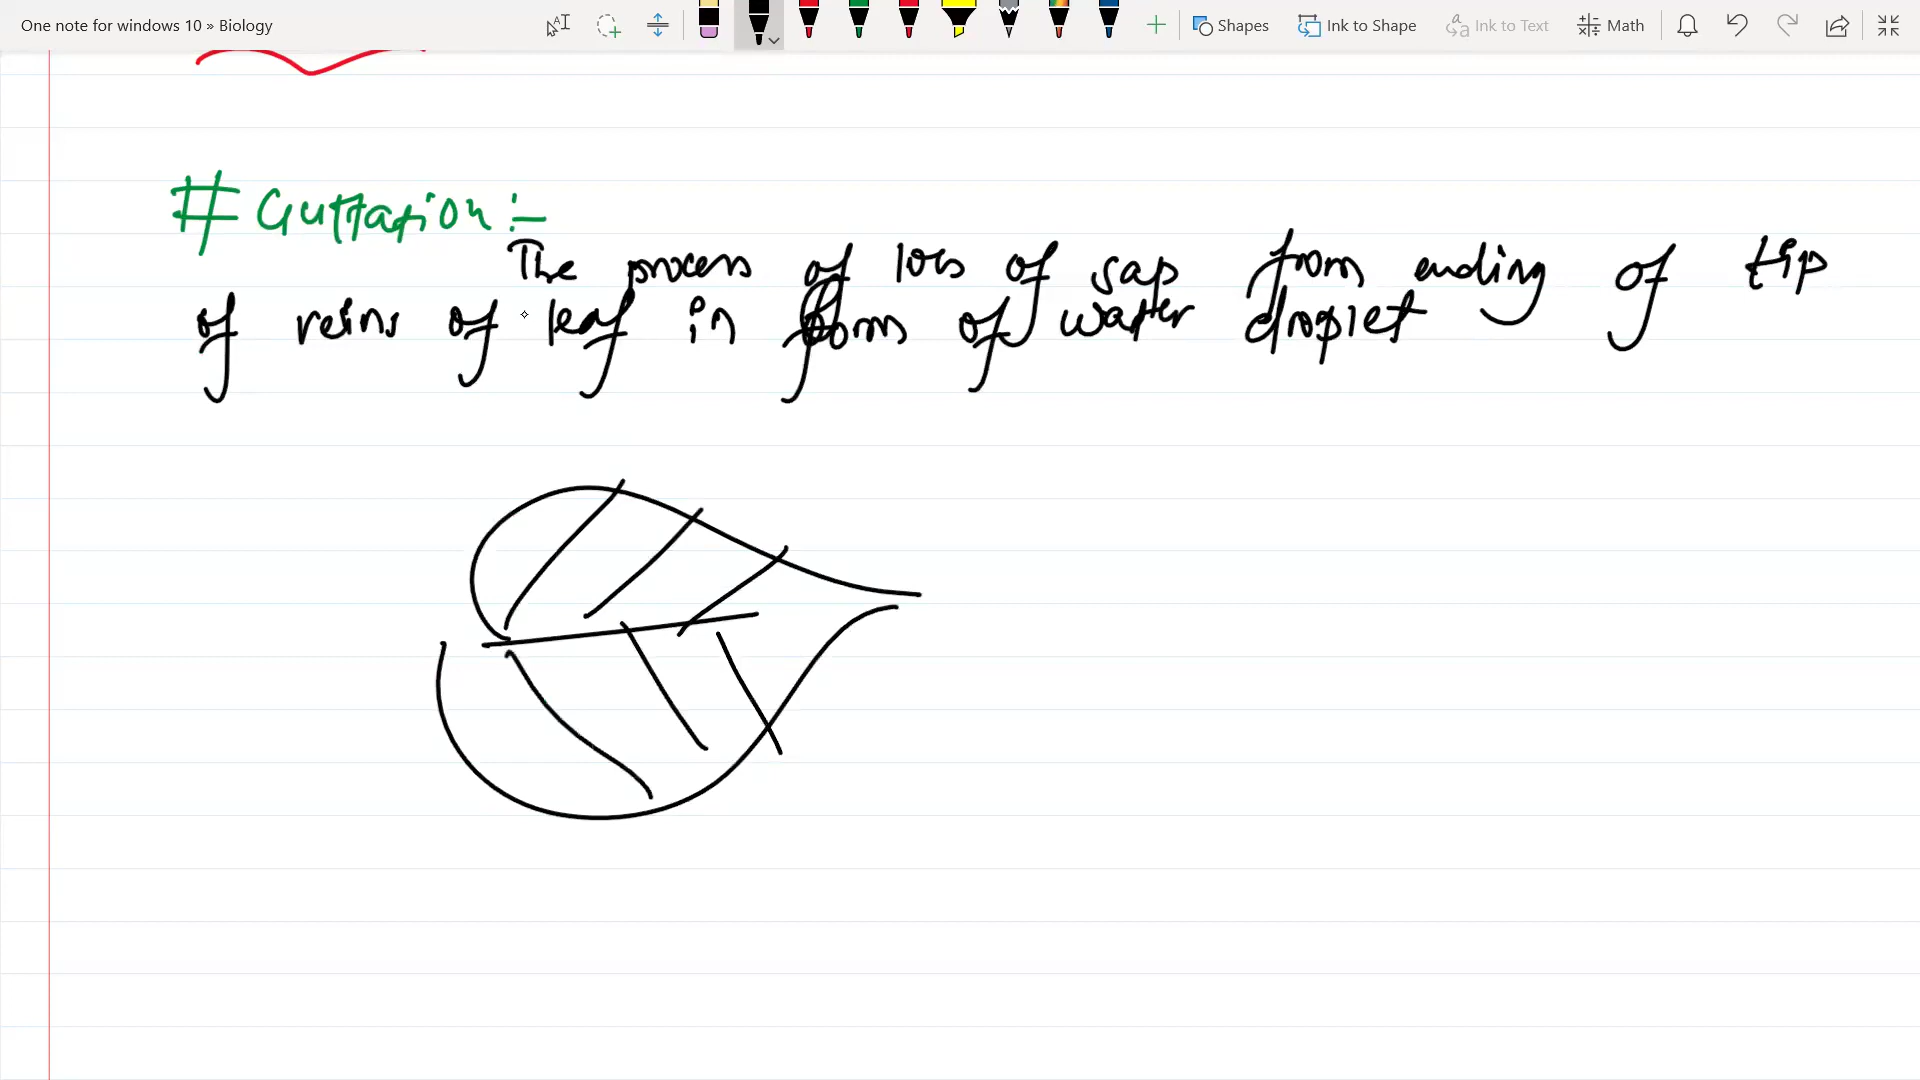 One note for windows 10 » Biology
Shapes
Ink to Shape
Ink to Text
Math
# Guttation :-
The process of loss of sap from ending of tip
of veins of leaf in form of water droplet